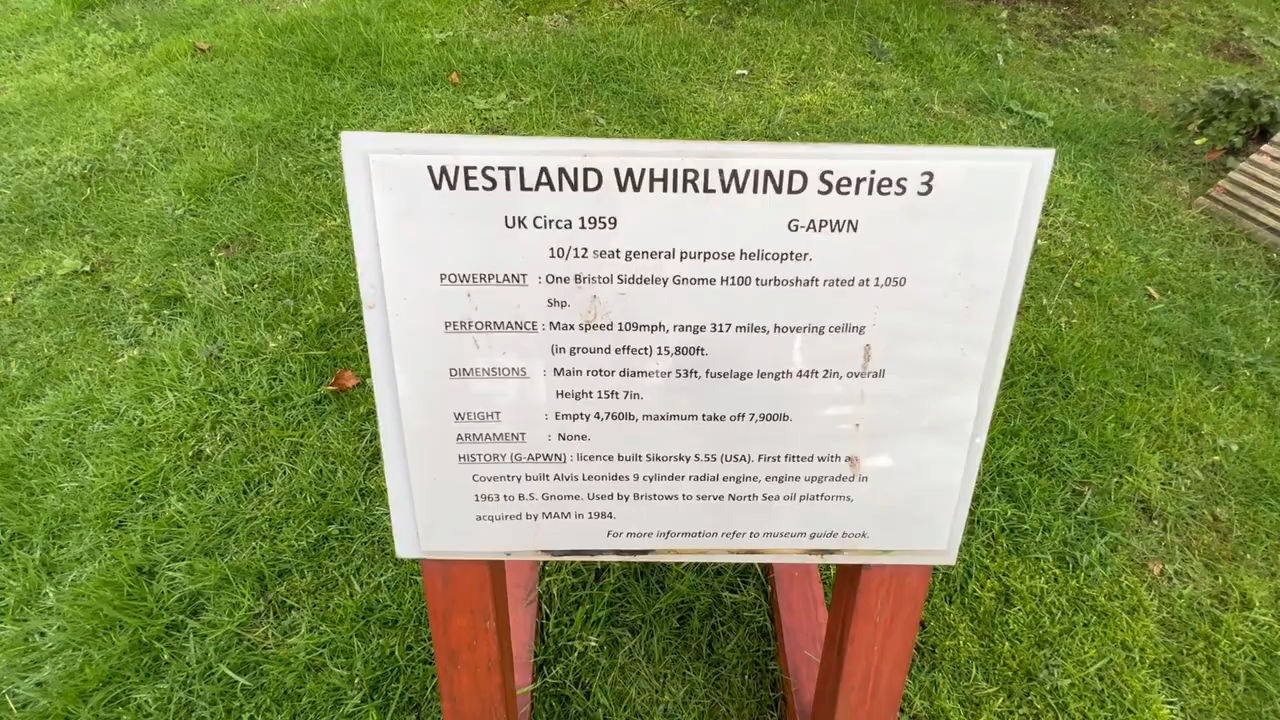 WESTLAND WHIRLWIND Series 3
UK Circa 1959 G-APWN
10/12 seat general purpose helicopter.
POWERPLANT : One Bristol Siddeley Gnome H100 turboshaft rated at 1,050
Shp.
PERFORMANCE : Max speed 109mph, range 317 miles, hovering ceiling
(in ground effect) 15,800ft.
DIMENSIONS : Main rotor diameter 53ft, fuselage length 44ft 2in, overall
Height 15ft 7in.
WEIGHT : Empty 4,760lb, maximum take off 7,900lb.
ARMAMENT : None.
HISTORY (G-APWN) : licence built Sikorsky S.55 (USA). First fitted with a
Coventry built Alvis Leonides 9 cylinder radial engine, engine upgraded in
1963 to B.S. Gnome. Used by Bristows to serve North Sea oil platforms,
acquired by MAM in 1984.
For more information refer to museum guide book.